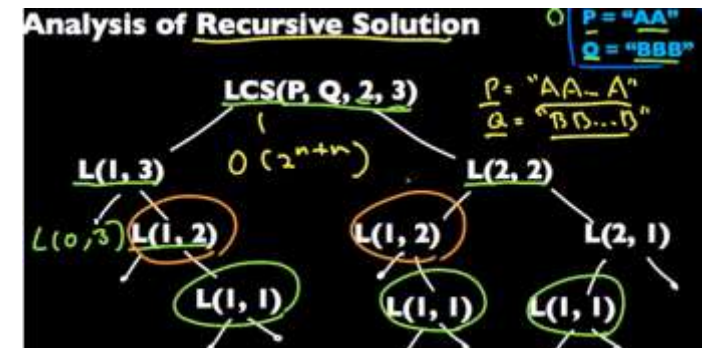 Analysis of Recursive Solution
P = "AA"
Q = "BBB"
LCS(P, Q, 2, 3)
P = "AA-- A"
Q = "BB...B"
O (2^n+n)
L(1, 3)
L(2, 2)
L(0,3)
L(1, 2)
L(1, 2)
L(2, 1)
L(1, 1)
L(1, 1)
L(1, 1)